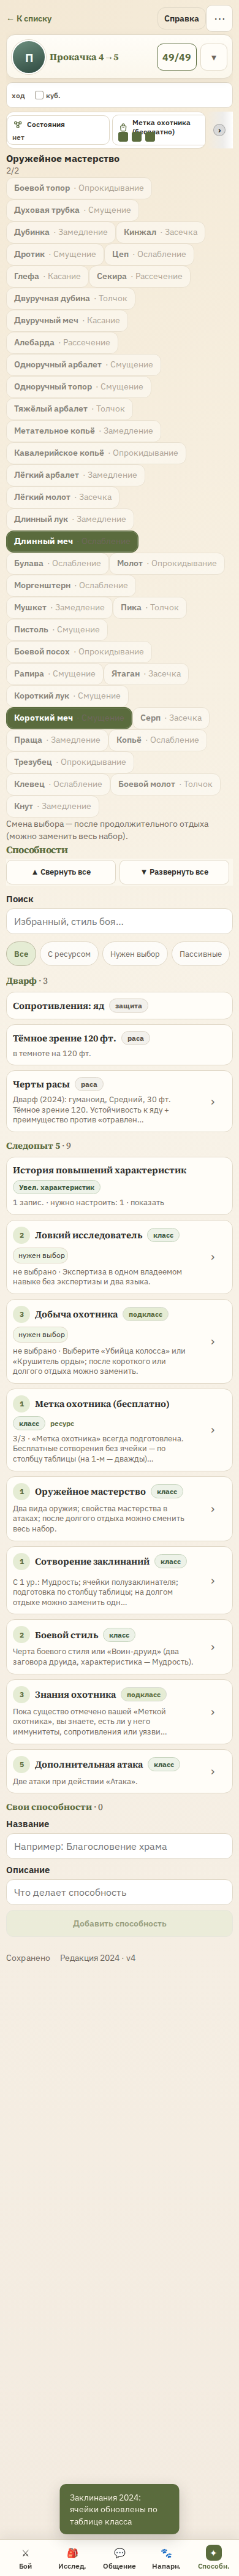 ← К списку
Справка
⋯
П
Прокачка 4→5
49/49
▾
ход
куб.
Состояния
нет
Метка охотника
(бесплатно)
›
Оружейное мастерство
2/2
Боевой топор · Опрокидывание
Духовая трубка · Смущение
Дубинка · Замедление
Кинжал · Засечка
Дротик · Смущение
Цеп · Ослабление
Глефа · Касание
Секира · Рассечение
Двуручная дубина · Толчок
Двуручный меч · Касание
Алебарда · Рассечение
Одноручный арбалет · Смущение
Одноручный топор · Смущение
Тяжёлый арбалет · Толчок
Метательное копьё · Замедление
Кавалерийское копьё · Опрокидывание
Лёгкий арбалет · Замедление
Лёгкий молот · Засечка
Длинный лук · Замедление
Длинный меч
Булава · Ослабление
Молот · Опрокидывание
Моргенштерн · Ослабление
Мушкет · Замедление
Пика · Толчок
Пистоль · Смущение
Боевой посох · Опрокидывание
Рапира · Смущение
Ятаган · Засечка
Короткий лук · Смущение
Короткий меч
Серп · Засечка
Праща · Замедление
Копьё · Ослабление
Трезубец · Опрокидывание
Клевец · Ослабление
Боевой молот · Толчок
Кнут · Замедление
Смена выбора — после продолжительного отдыха
(можно заменить весь набор).
Способности
▲ Свернуть все
▼ Развернуть все
Поиск
Избранный, стиль боя…
Все
С ресурсом
Нужен выбор
Пассивные
Дварф · 3
Сопротивления: яд
защита
Тёмное зрение 120 фт.
раса
в темноте на 120 фт.
Черты расы
раса
Дварф (2024): гуманоид, Средний, 30 фт.
Тёмное зрение 120. Устойчивость к яду +
преимущество против «отравлен…
›
Следопыт 5 · 9
История повышений характеристик
Увел. характеристик
1 запис. · нужно настроить: 1 · показать
2
Ловкий исследователь
класс
нужен выбор
не выбрано · Экспертиза в одном владеемом
навыке без экспертизы и два языка.
›
3
Добыча охотника
подкласс
нужен выбор
не выбрано · Выберите «Убийца колосса» или
«Крушитель орды»; после короткого или
долгого отдыха можно заменить.
›
1
Метка охотника (бесплатно)
класс
ресурс
3/3 · «Метка охотника» всегда подготовлена.
Бесплатные сотворения без ячейки — по
столбцу таблицы (на 1-м — дважды)…
›
1
Оружейное мастерство
класс
Два вида оружия; свойства мастерства в
атаках; после долгого отдыха можно сменить
весь набор.
›
1
Сотворение заклинаний
класс
С 1 ур.: Мудрость; ячейки полузаклинателя;
подготовка по столбцу таблицы; на долгом
отдыхе можно заменить одн…
›
2
Боевой стиль
класс
Черта боевого стиля или «Воин-друид» (два
заговора друида, характеристика — Мудрость).
›
3
Знания охотника
подкласс
Пока существо отмечено вашей «Меткой
охотника», вы знаете, есть ли у него
иммунитеты, сопротивления или уязви…
›
5
Дополнительная атака
класс
Две атаки при действии «Атака».
›
Свои способности · 0
Название
Например: Благословение храма
Описание
Что делает способность
Добавить способность
Сохранено
Редакция 2024 · v4
Заклинания 2024:
ячейки обновлены по
таблице класса
Бой
Исслед.
Общение
Напарн.
Способн.